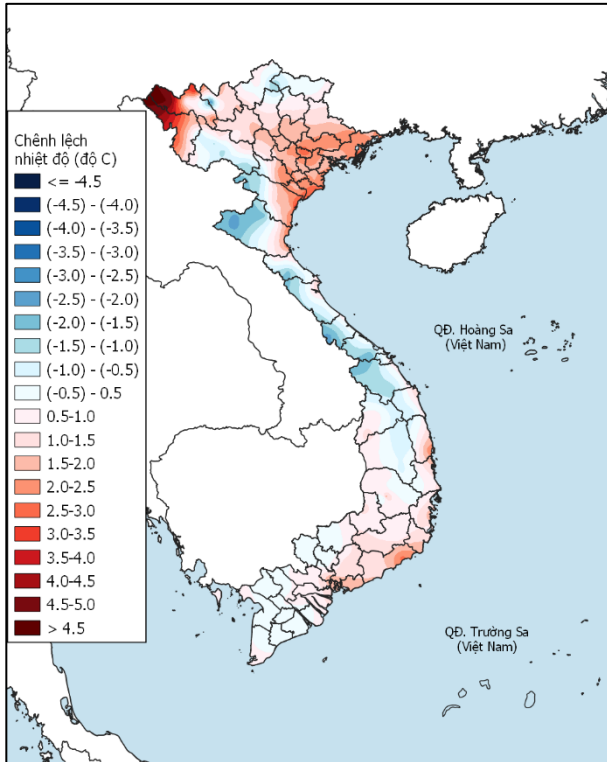 Chênh lệch
nhiệt độ (độ C)
<= -4.5
(-4.5) - (-4.0)
(-4.0) - (-3.5)
(-3.5) - (-3.0)
(-3.0) - (-2.5)
(-2.5) - (-2.0)
(-2.0) - (-1.5)
(-1.5) - (-1.0)
(-1.0) - (-0.5)
(-0.5) - 0.5
0.5-1.0
1.0-1.5
1.5-2.0
2.0-2.5
2.5-3.0
3.0-3.5
3.5-4.0
4.0-4.5
4.5-5.0
> 4.5
QĐ. Hoàng Sa
(Việt Nam)
QĐ. Trường Sa
(Việt Nam)